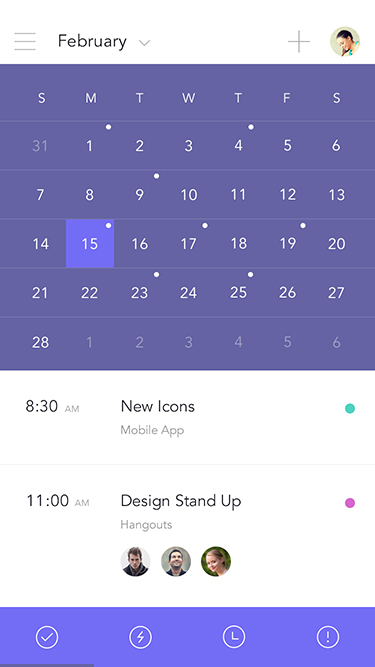 February
S M T W T F S
31 1 2 3 4 5 6
7 8 9 10 11 12 13
14 15 16 17 18 19 20
21 22 23 24 25 26 27
28 1 2 3 4 5 6
8:30 AM New Icons
Mobile App
11:00 AM Design Stand Up
Hangouts